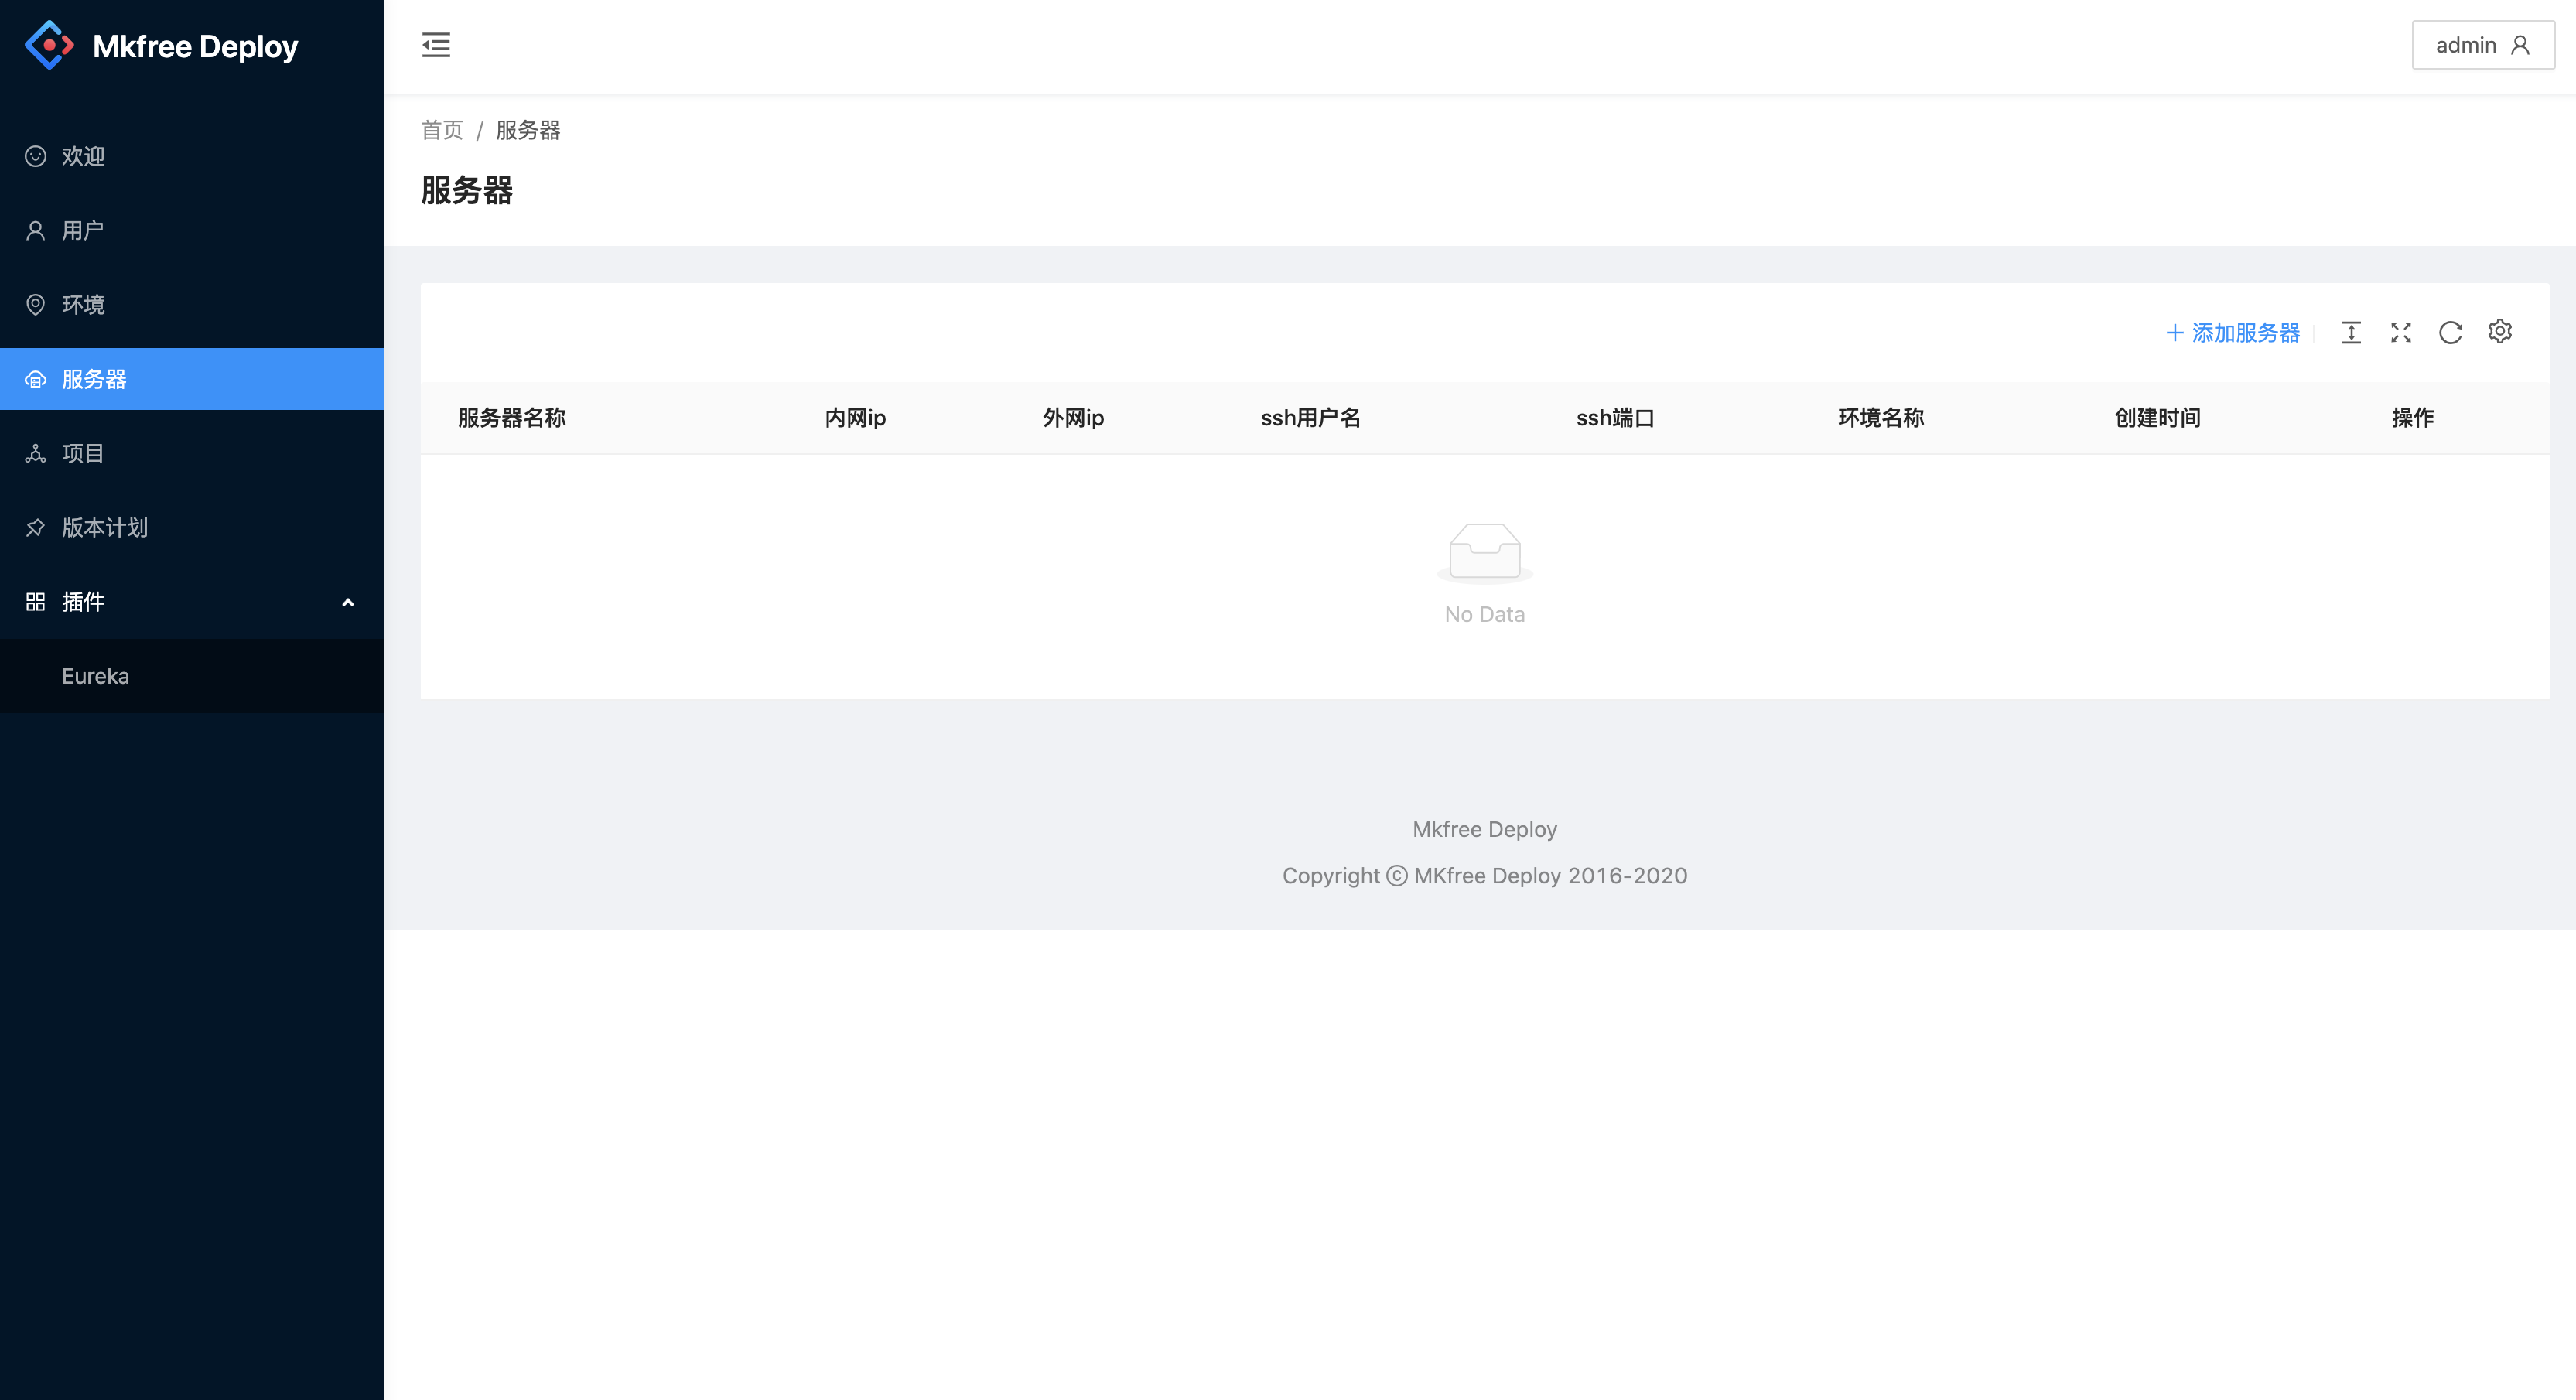 Mkfree Deploy
欢迎
用户
环境
服务器
项目
版本计划
插件
Eureka
admin
首页 / 服务器
服务器
添加服务器
服务器名称 内网ip 外网ip ssh用户名 ssh端口 环境名称 创建时间 操作
No Data
Mkfree Deploy
Copyright © MKfree Deploy 2016-2020